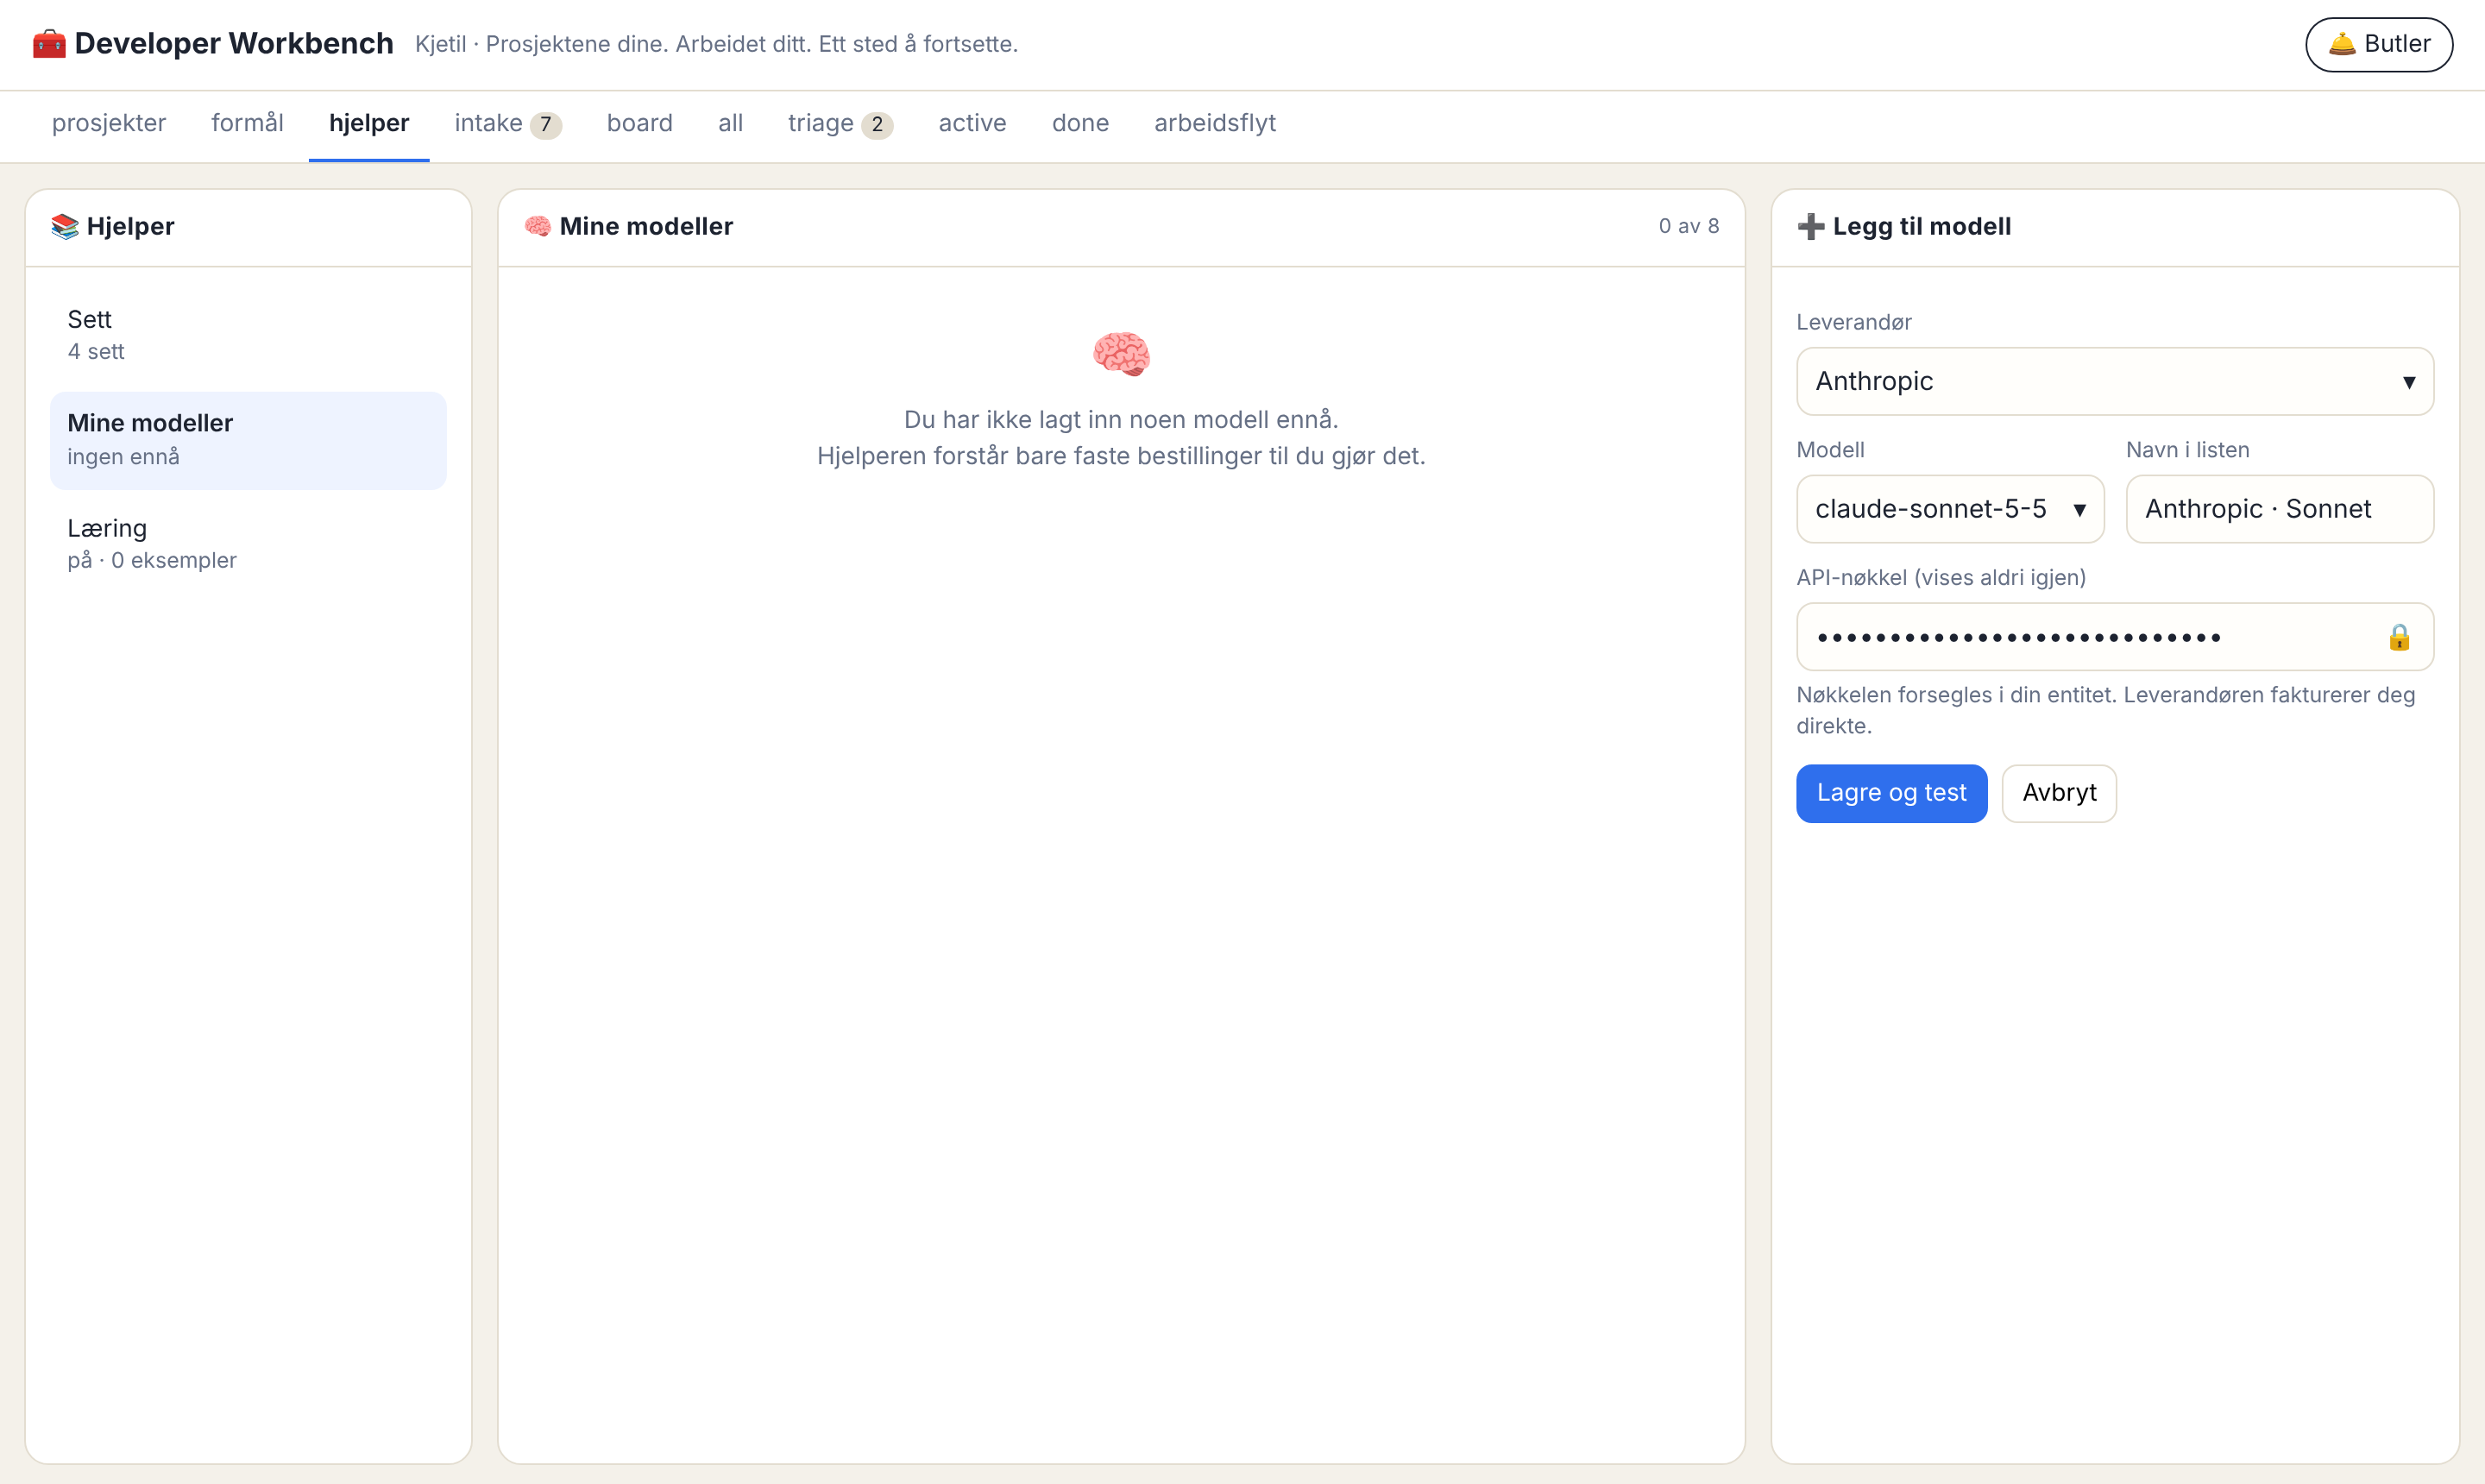 Developer Workbench
Kjetil · Prosjektene dine. Arbeidet ditt. Ett sted å fortsette.
Butler
prosjekter
formål
hjelper
intake 7
board
all
triage 2
active
done
arbeidsflyt
Hjelper
Sett
4 sett
Mine modeller
ingen ennå
Læring
på · 0 eksempler
Mine modeller
0 av 8
Du har ikke lagt inn noen modell ennå.
Hjelperen forstår bare faste bestillinger til du gjør det.
Legg til modell
Leverandør
Anthropic
Modell
Navn i listen
claude-sonnet-5-5
Anthropic · Sonnet
API-nøkkel (vises aldri igjen)
••••••••••••••••••••••••••••
Nøkkelen forsegles i din entitet. Leverandøren fakturerer deg
direkte.
Lagre og test
Avbryt